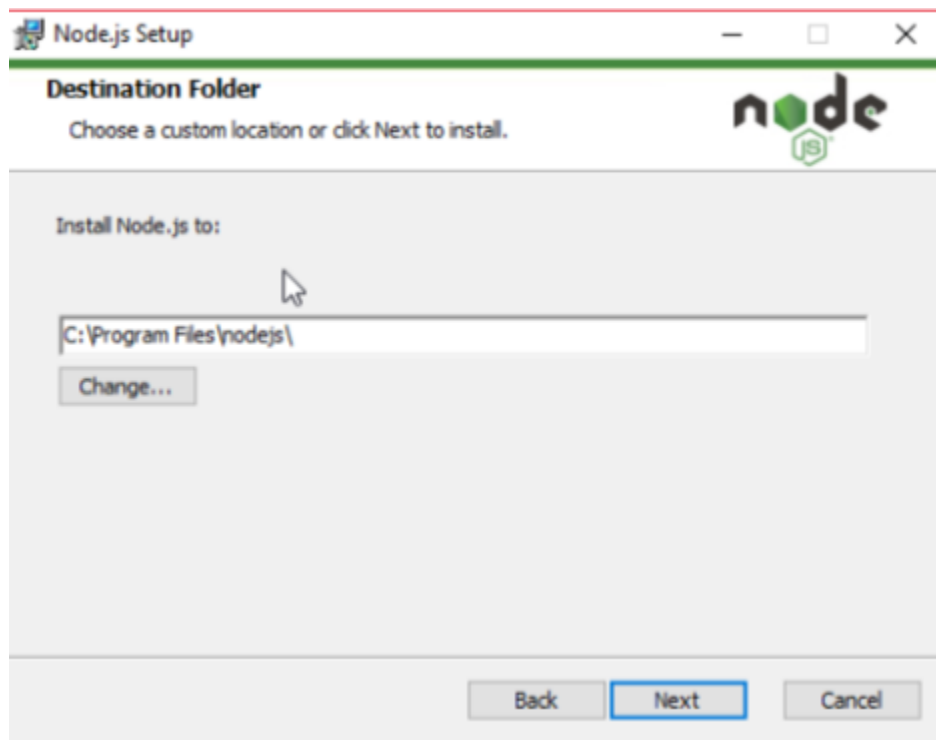 Node.js Setup
Destination Folder
Choose a custom location or click Next to install.
node
JS
Install Node.js to:
C:\Program Files\nodejs\
Change...
Back
Next
Cancel